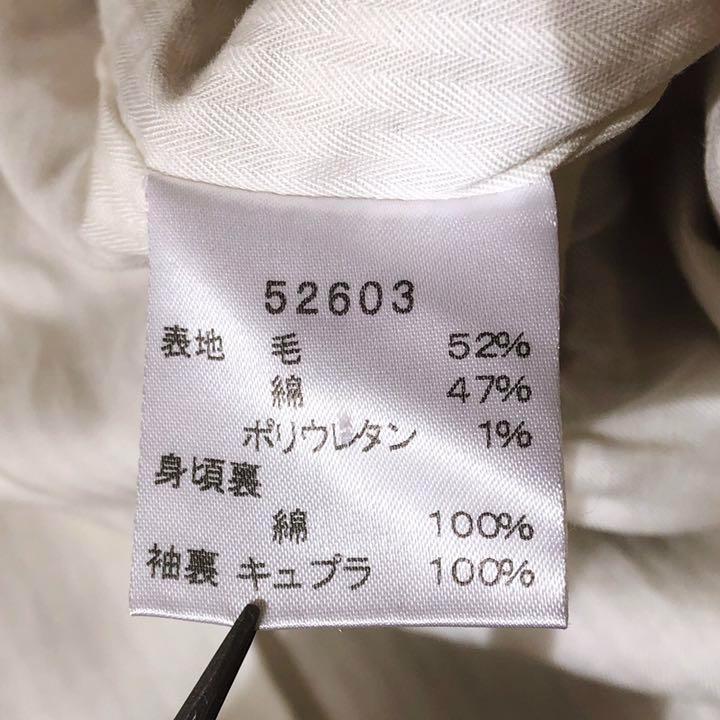 52603
表地 毛 52%
綿 47%
ポリウレタン 1%
身頃裏
綿 100%
袖裏 キュプラ 100%